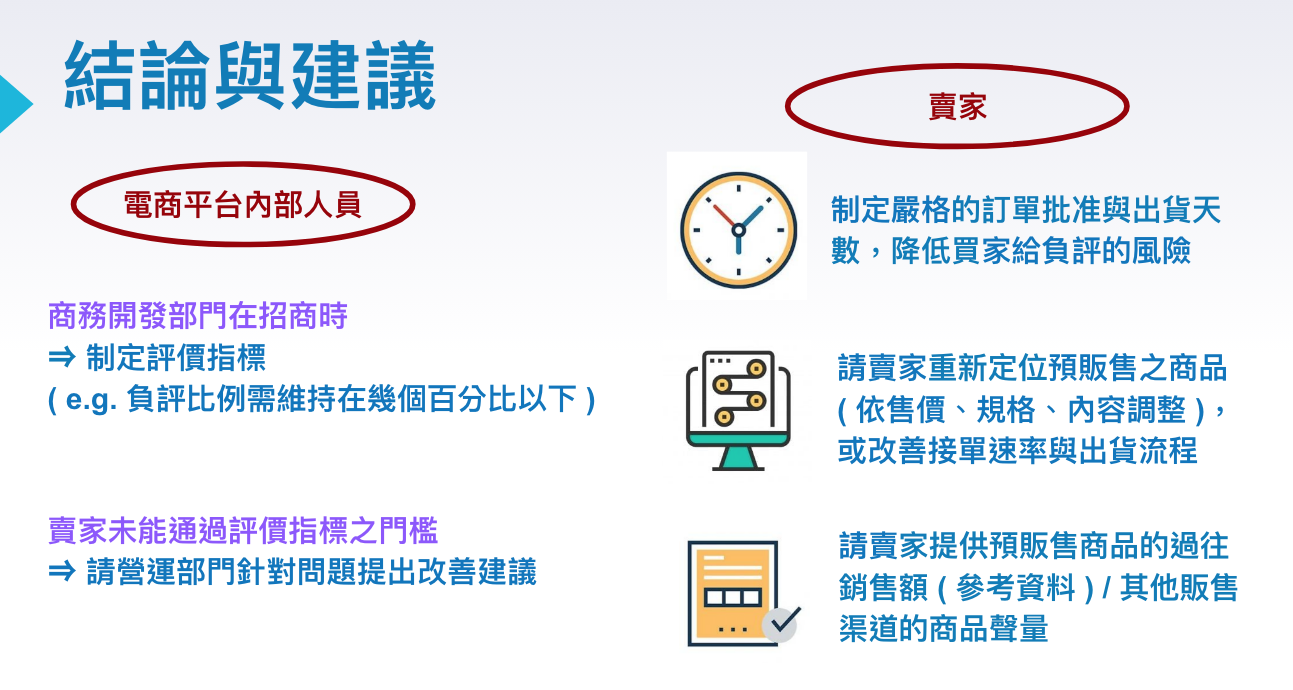 結論與建議
電商平台內部人員
商務開發部門在招商時
⇒ 制定評價指標
( e.g. 負評比例需維持在幾個百分比以下 )
賣家未能通過評價指標之門檻
⇒ 請營運部門針對問題提出改善建議
賣家
制定嚴格的訂單批准與出貨天
數，降低買家給負評的風險
請賣家重新定位預販售之商品
( 依售價、規格、內容調整 )，
或改善接單速率與出貨流程
請賣家提供預販售商品的過往
銷售額 ( 參考資料 ) / 其他販售
渠道的商品聲量